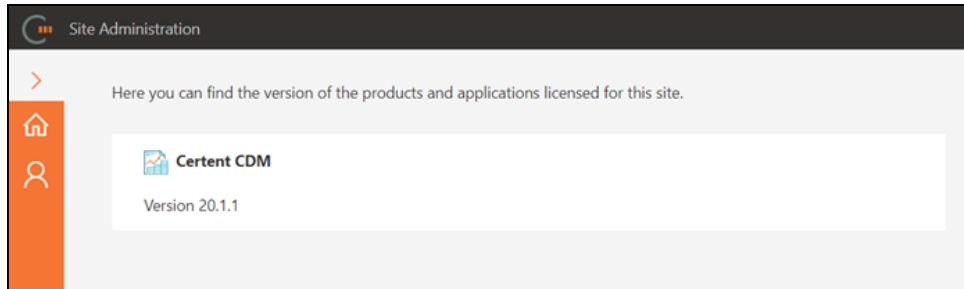 Site Administration
Here you can find the version of the products and applications licensed for this site.
Certent CDM
Version 20.1.1